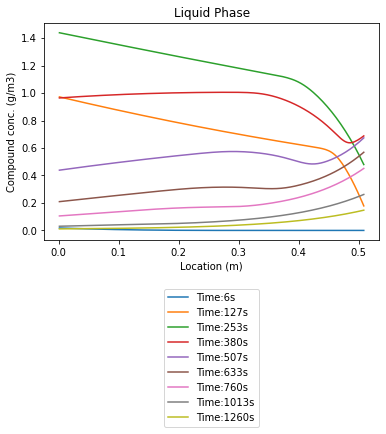 Liquid Phase
Compound conc. (g/m3)
1.4
1.2
1.0
0.8
0.6
0.4
0.2
0.0
0.0 0.1 0.2 0.3 0.4 0.5
Location (m)
Time:6s
Time:127s
Time:253s
Time:380s
Time:507s
Time:633s
Time:760s
Time:1013s
Time:1260s